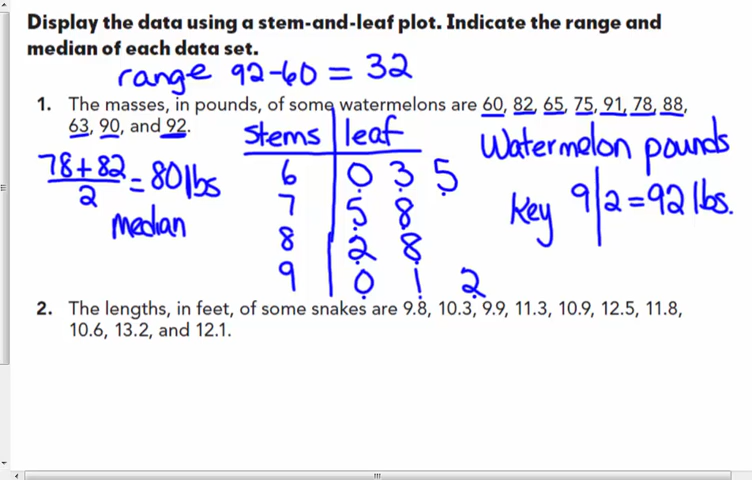 Display the data using a stem-and-leaf plot. Indicate the range and
median of each data set.
range 92-60 = 32
1. The masses, in pounds, of some watermelons are 60, 82, 65, 75, 91, 78, 88,
63, 90, and 92.
stems leaf
Watermelon pounds
78+82
2
= 80 lbs
Median
6 0 3 5
7 5 8
8 2 8
9 0 1 2
Key 9|2=92 lbs.
2. The lengths, in feet, of some snakes are 9.8, 10.3, 9.9, 11.3, 10.9, 12.5, 11.8,
10.6, 13.2, and 12.1.